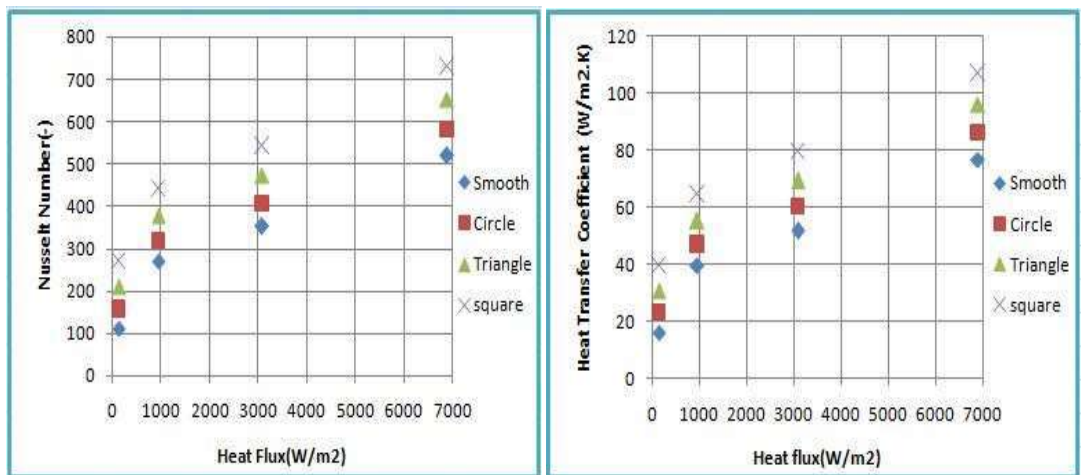 800
700
600
500
400
300
200
100
0
Nusselt Number(-)
0 1000 2000 3000 4000 5000 6000 7000
Heat Flux(W/m2)
Smooth
Circle
Triangle
square
120
100
80
60
40
20
0
Heat Transfer Coefficient (W/m2.K)
0 1000 2000 3000 4000 5000 6000 7000
Heat flux(W/m2)
Smooth
Circle
Triangle
square